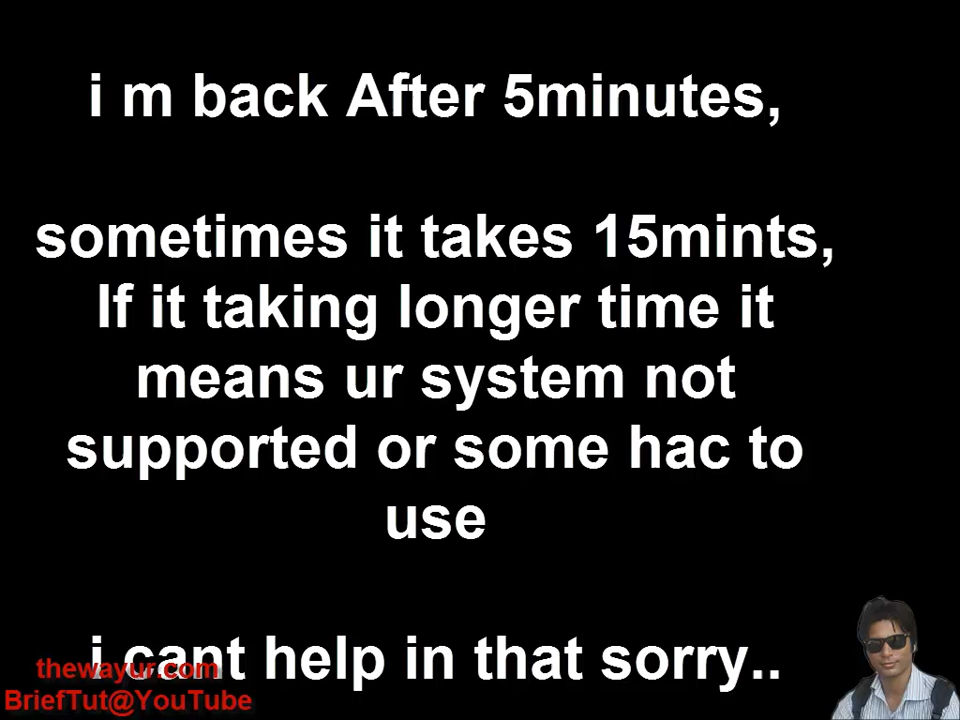 i m back After 5minutes,
sometimes it takes 15mints,
If it taking longer time it
means ur system not
supported or some hac to
use
i cant help in that sorry..
thewayur.com
BriefTut@YouTube